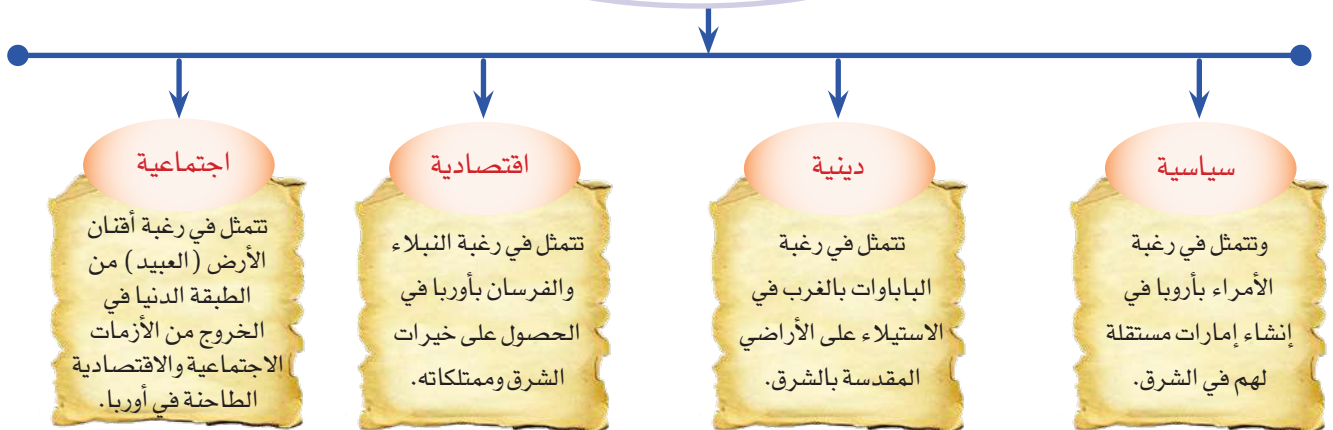 سياسية
وتتمثل في رغبة
الأمراء بأروبا في
إنشاء إمارات مستقلة
لهم في الشرق.
دينية
تتمثل في رغبة
الباباوات بالغرب في
الاستيلاء على الأراضي
المقدسة بالشرق.
اقتصادية
تتمثل في رغبة النبلاء
والفرسان بأوربا في
الحصول على خيرات
الشرق وممتلكاته.
اجتماعية
تتمثل في رغبة أقنان
الأرض (العبيد) من
الطبقة الدنيا في
الخروج من الأزمات
الاجتماعية والاقتصادية
الطاحنة في أوربا.